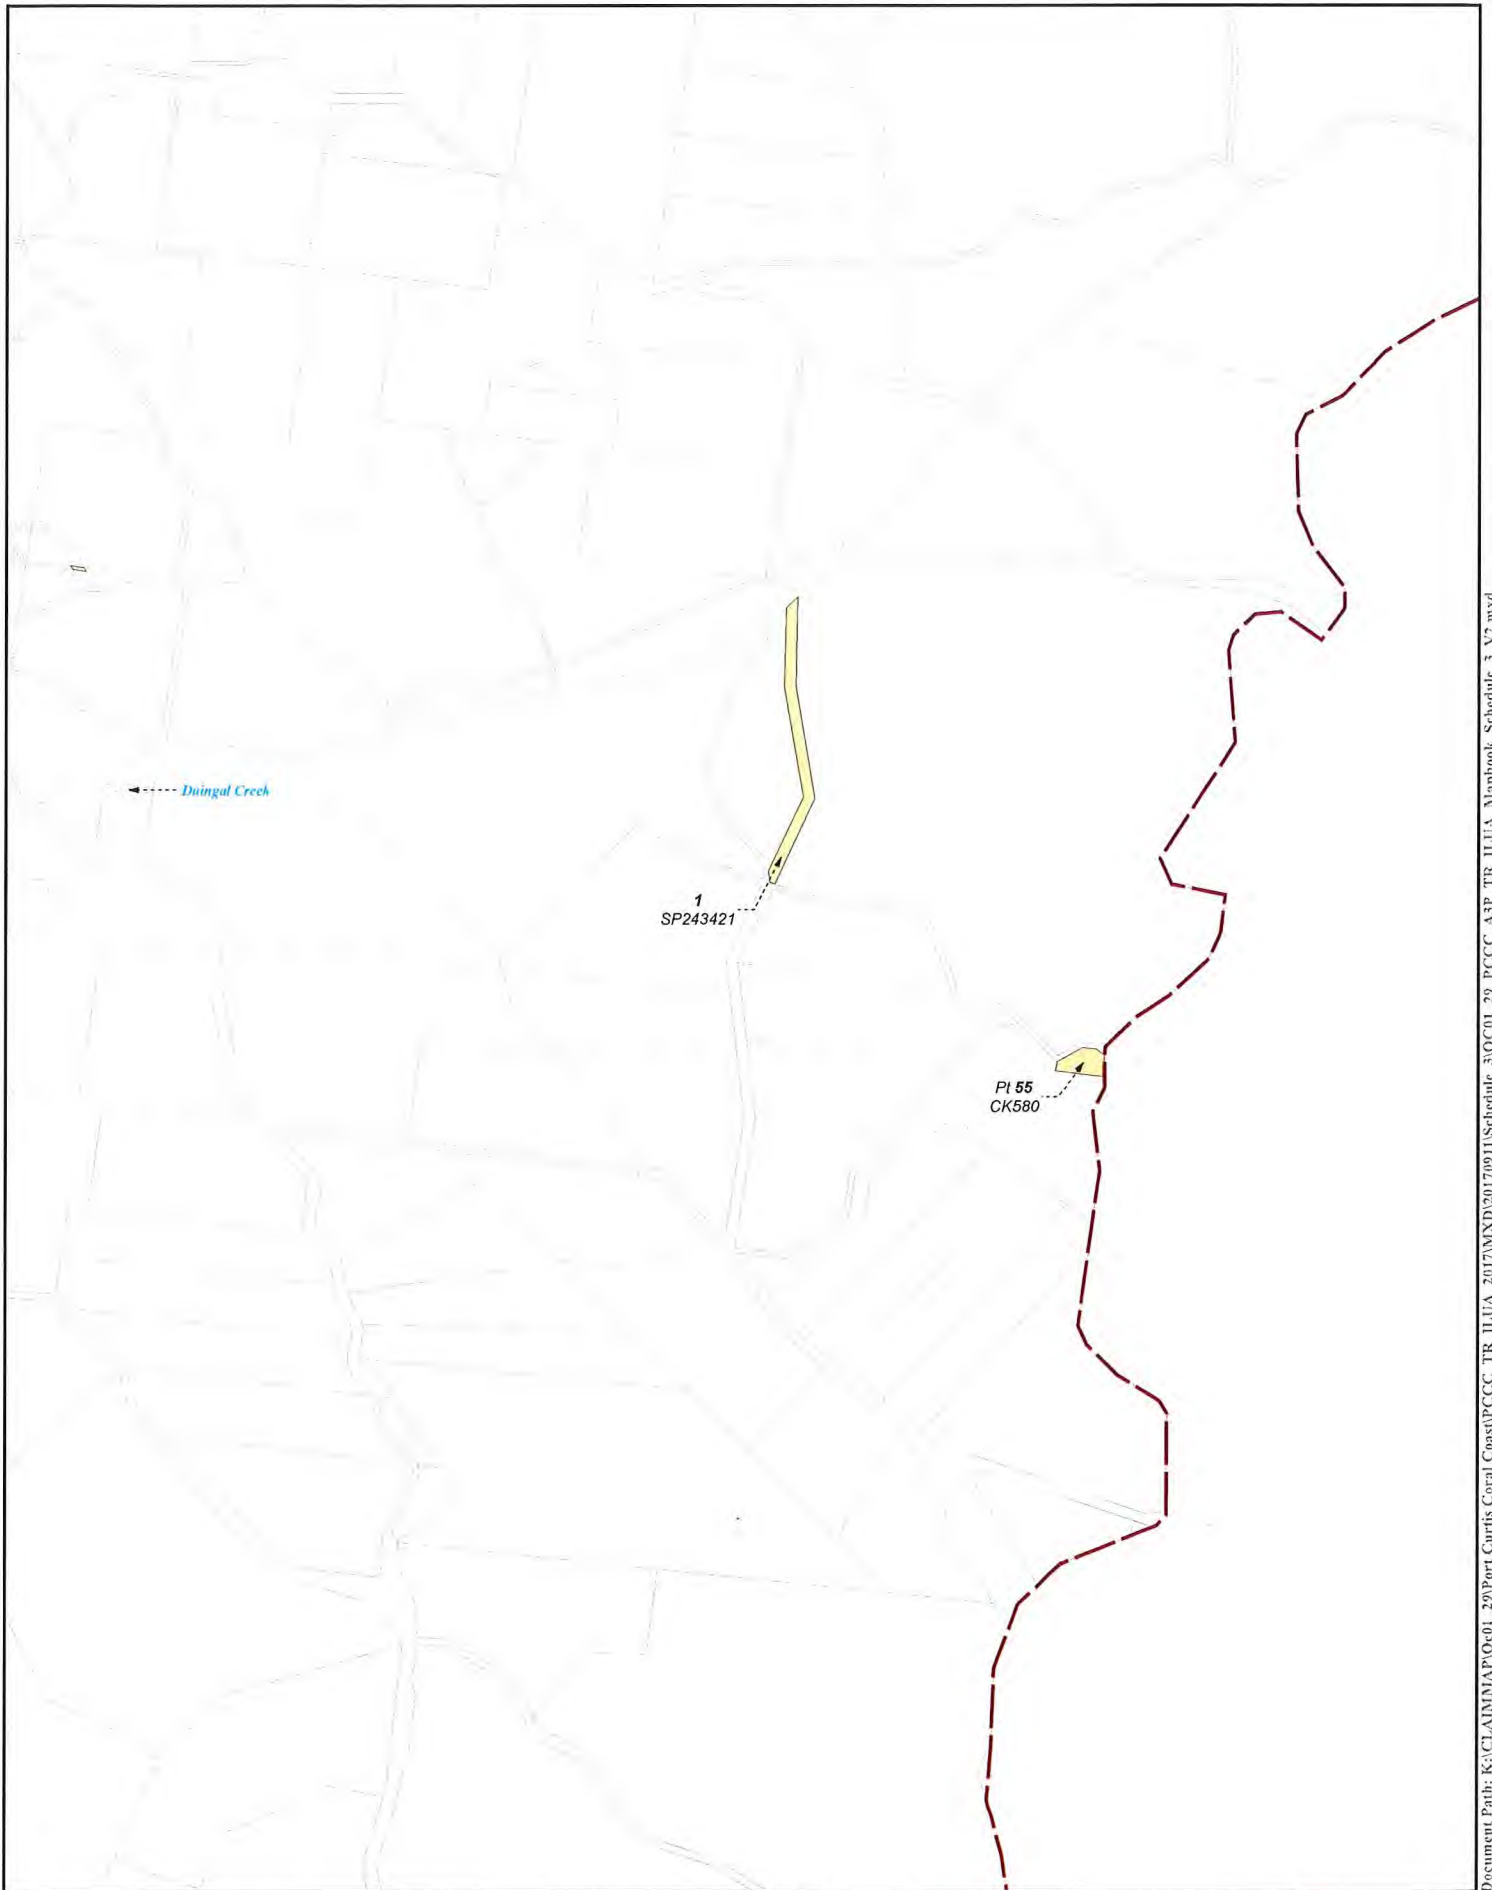 Duingal Creek
1
SP243421
Pt 55
CK580
Document Path: K:\CLAIMMAP\Qc01_29\Port Curtis Coral Coast\PCCC_TR_ILUA_2017\MXD\20170911\Schedule_3\QC01_29_PCCC_A3P_TR_ILUA_Mapbook_Schedule_3_V2.mxd